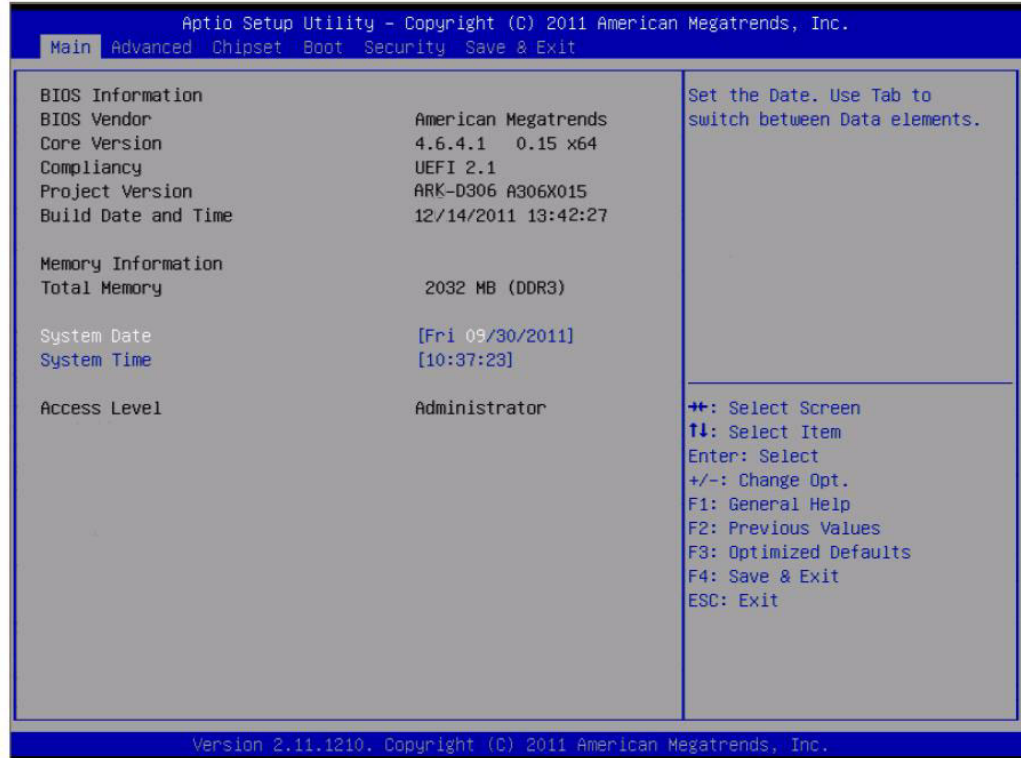 Aptio Setup Utility - Copyright (C) 2011 American Megatrends, Inc.
Main Advanced Chipset Boot Security Save & Exit
BIOS Information
BIOS Vendor American Megatrends
Core Version 4.6.4.1 0.15 x64
Compliancy UEFI 2.1
Project Version ARK-D306 A306X015
Build Date and Time 12/14/2011 13:42:27
Memory Information
Total Memory 2032 MB (DDR3)
System Date [Fri 09/30/2011]
System Time [10:37:23]
Access Level Administrator
Set the Date. Use Tab to
switch between Data elements.
→←: Select Screen
↑↓: Select Item
Enter: Select
+/-: Change Opt.
F1: General Help
F2: Previous Values
F3: Optimized Defaults
F4: Save & Exit
ESC: Exit
Version 2.11.1210. Copyright (C) 2011 American Megatrends, Inc.